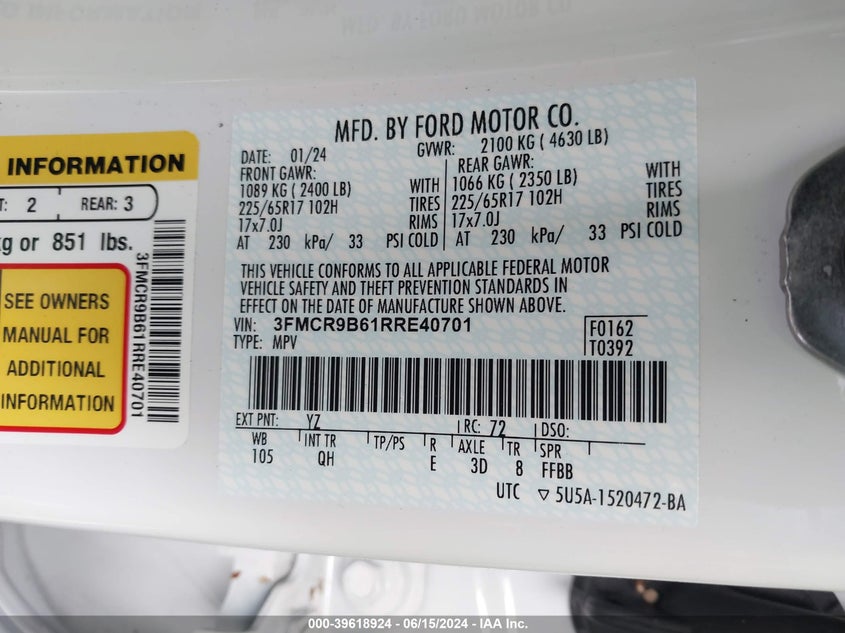 INFORMATION
T: 2 REAR: 3
kg or 851 lbs.
SEE OWNERS
MANUAL FOR
ADDITIONAL
INFORMATION
3FMCR9B61RRE40701
MFD. BY FORD MOTOR CO.
DATE: 01/24 GVWR: 2100 KG ( 4630 LB)
FRONT GAWR: REAR GAWR:
1089 KG ( 2400 LB) WITH 1066 KG ( 2350 LB) WITH
225/65R17 102H TIRES 225/65R17 102H TIRES
17x7.0J RIMS 17x7.0J RIMS
AT 230 kPa/ 33 PSI COLD AT 230 kPa/ 33 PSI COLD
THIS VEHICLE CONFORMS TO ALL APPLICABLE FEDERAL MOTOR
VEHICLE SAFETY AND THEFT PREVENTION STANDARDS IN
EFFECT ON THE DATE OF MANUFACTURE SHOWN ABOVE.
VIN: 3FMCR9B61RRE40701 F0162
TYPE: MPV T0392
EXT PNT: YZ RC: 72 DSO:
WB INT TR TP/PS R AXLE TR SPR
105 QH E 3D 8 FFBB
UTC ▽ 5U5A-1520472-BA
000-39618924 - 06/15/2024 - IAA Inc.